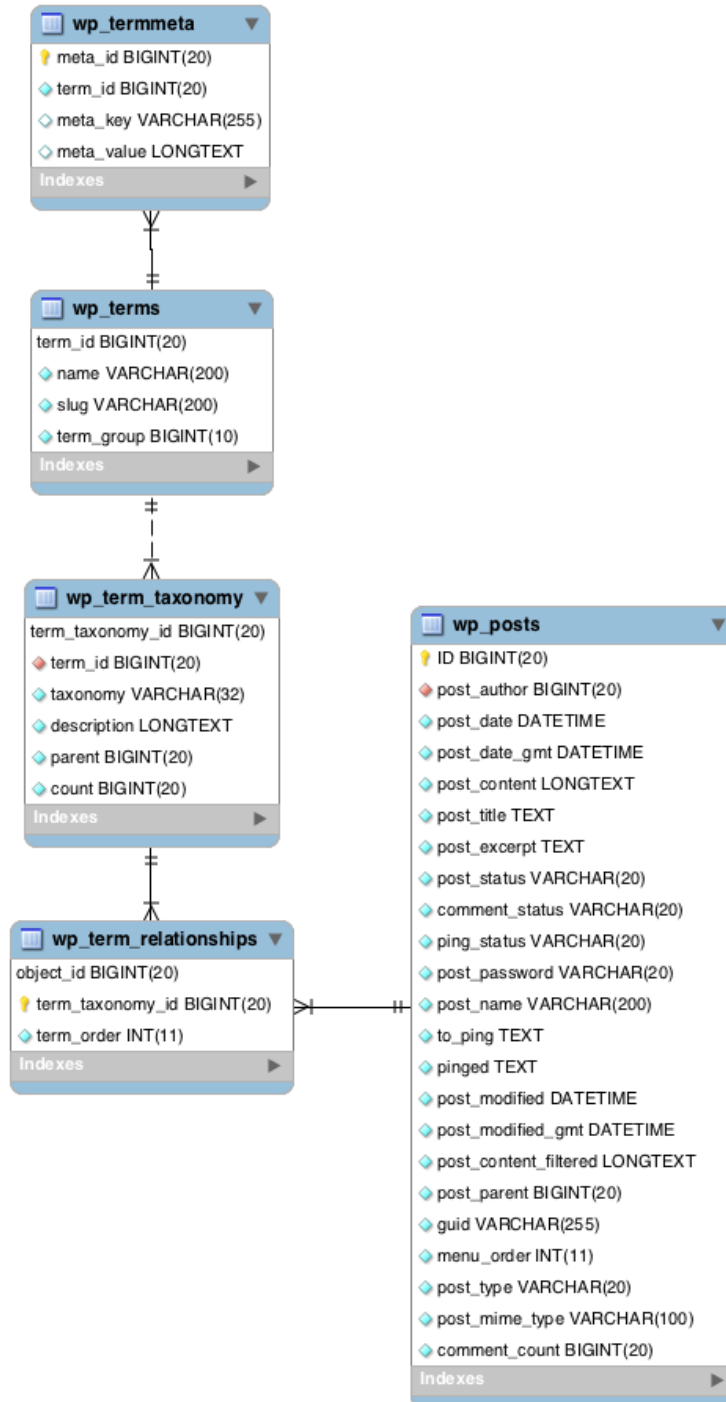 wp_termmeta
meta_id BIGINT(20)
term_id BIGINT(20)
meta_key VARCHAR(255)
meta_value LONGTEXT
Indexes
wp_terms
term_id BIGINT(20)
name VARCHAR(200)
slug VARCHAR(200)
term_group BIGINT(10)
Indexes
wp_term_taxonomy
term_taxonomy_id BIGINT(20)
term_id BIGINT(20)
taxonomy VARCHAR(32)
description LONGTEXT
parent BIGINT(20)
count BIGINT(20)
Indexes
wp_term_relationships
object_id BIGINT(20)
term_taxonomy_id BIGINT(20)
term_order INT(11)
Indexes
wp_posts
ID BIGINT(20)
post_author BIGINT(20)
post_date DATETIME
post_date_gmt DATETIME
post_content LONGTEXT
post_title TEXT
post_excerpt TEXT
post_status VARCHAR(20)
comment_status VARCHAR(20)
ping_status VARCHAR(20)
post_password VARCHAR(20)
post_name VARCHAR(200)
to_ping TEXT
pinged TEXT
post_modified DATETIME
post_modified_gmt DATETIME
post_content_filtered LONGTEXT
post_parent BIGINT(20)
guid VARCHAR(255)
menu_order INT(11)
post_type VARCHAR(20)
post_mime_type VARCHAR(100)
comment_count BIGINT(20)
Indexes